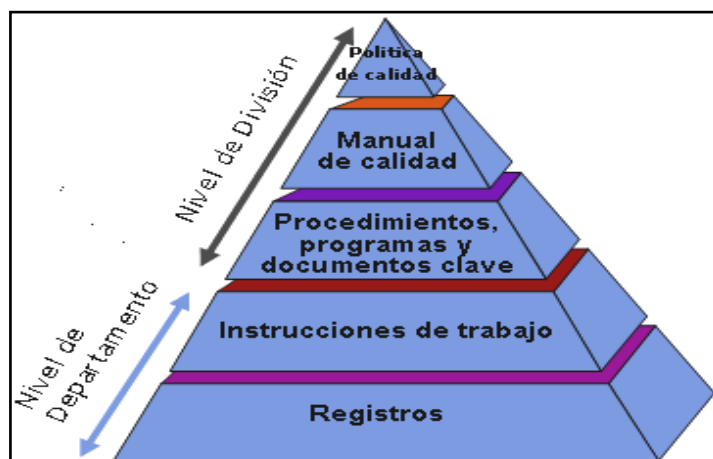 Política
de calidad
Manual
de calidad
Procedimientos,
programas y
documentos clave
Instrucciones de trabajo
Registros
Nivel de División
Nivel de
Departamento